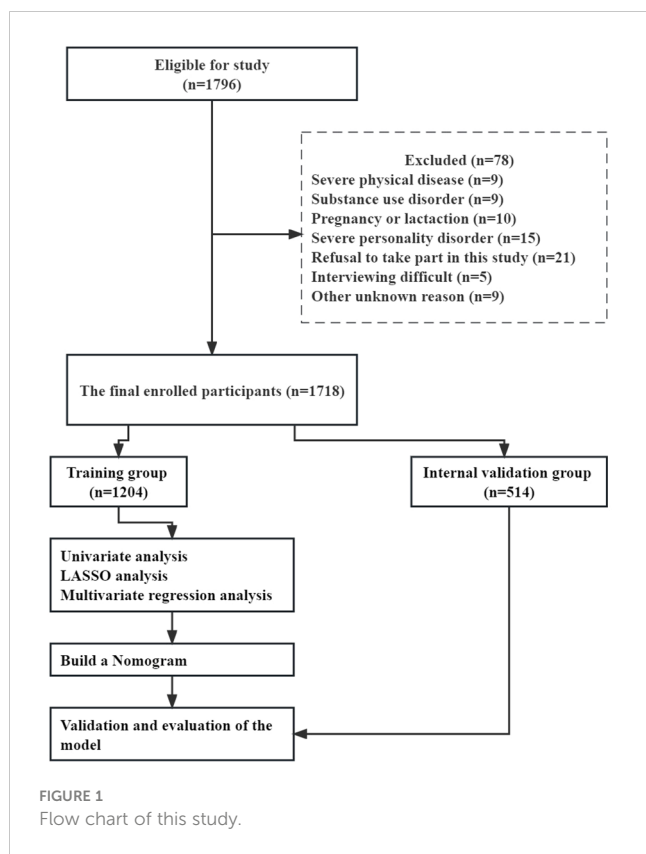 Eligible for study
(n=1796)
Excluded (n=78)
Severe physical disease (n=9)
Substance use disorder (n=9)
Pregnancy or lactaction (n=10)
Severe personality disorder (n=15)
Refusal to take part in this study (n=21)
Interviewing difficult (n=5)
Other unknown reason (n=9)
The final enrolled participants (n=1718)
Training group
(n=1204)
Internal validation group
(n=514)
Univariate analysis
LASSO analysis
Multivariate regression analysis
Build a Nomogram
Validation and evaluation of the
model
FIGURE 1
Flow chart of this study.